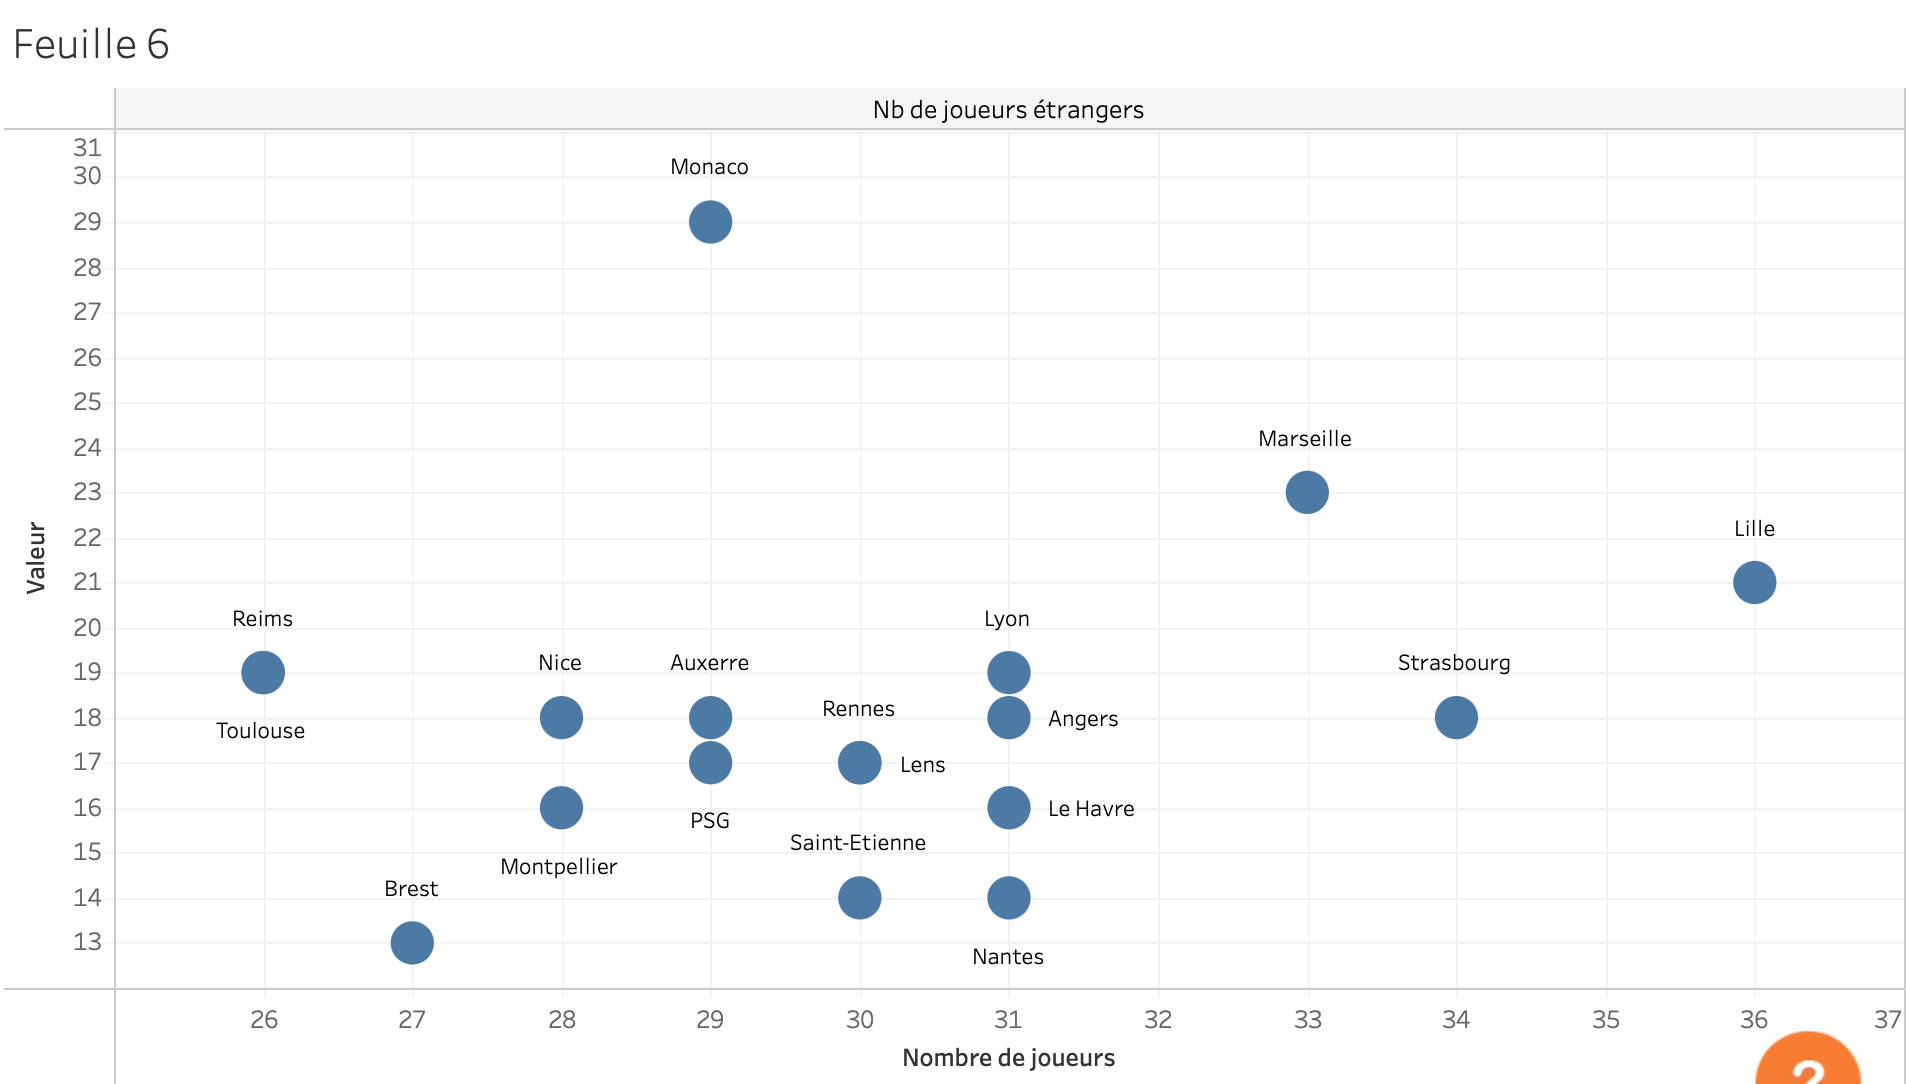 Feuille 6
Nb de joueurs étrangers
31
30
29
28
27
26
25
24
23
22
21
20
19
18
17
16
15
14
13
Valeur
Monaco
Marseille
Lille
Reims
Lyon
Nice
Auxerre
Strasbourg
Rennes
Angers
Toulouse
Lens
Le Havre
PSG
Saint-Etienne
Montpellier
Brest
Nantes
26 27 28 29 30 31 32 33 34 35 36 37
Nombre de joueurs
?